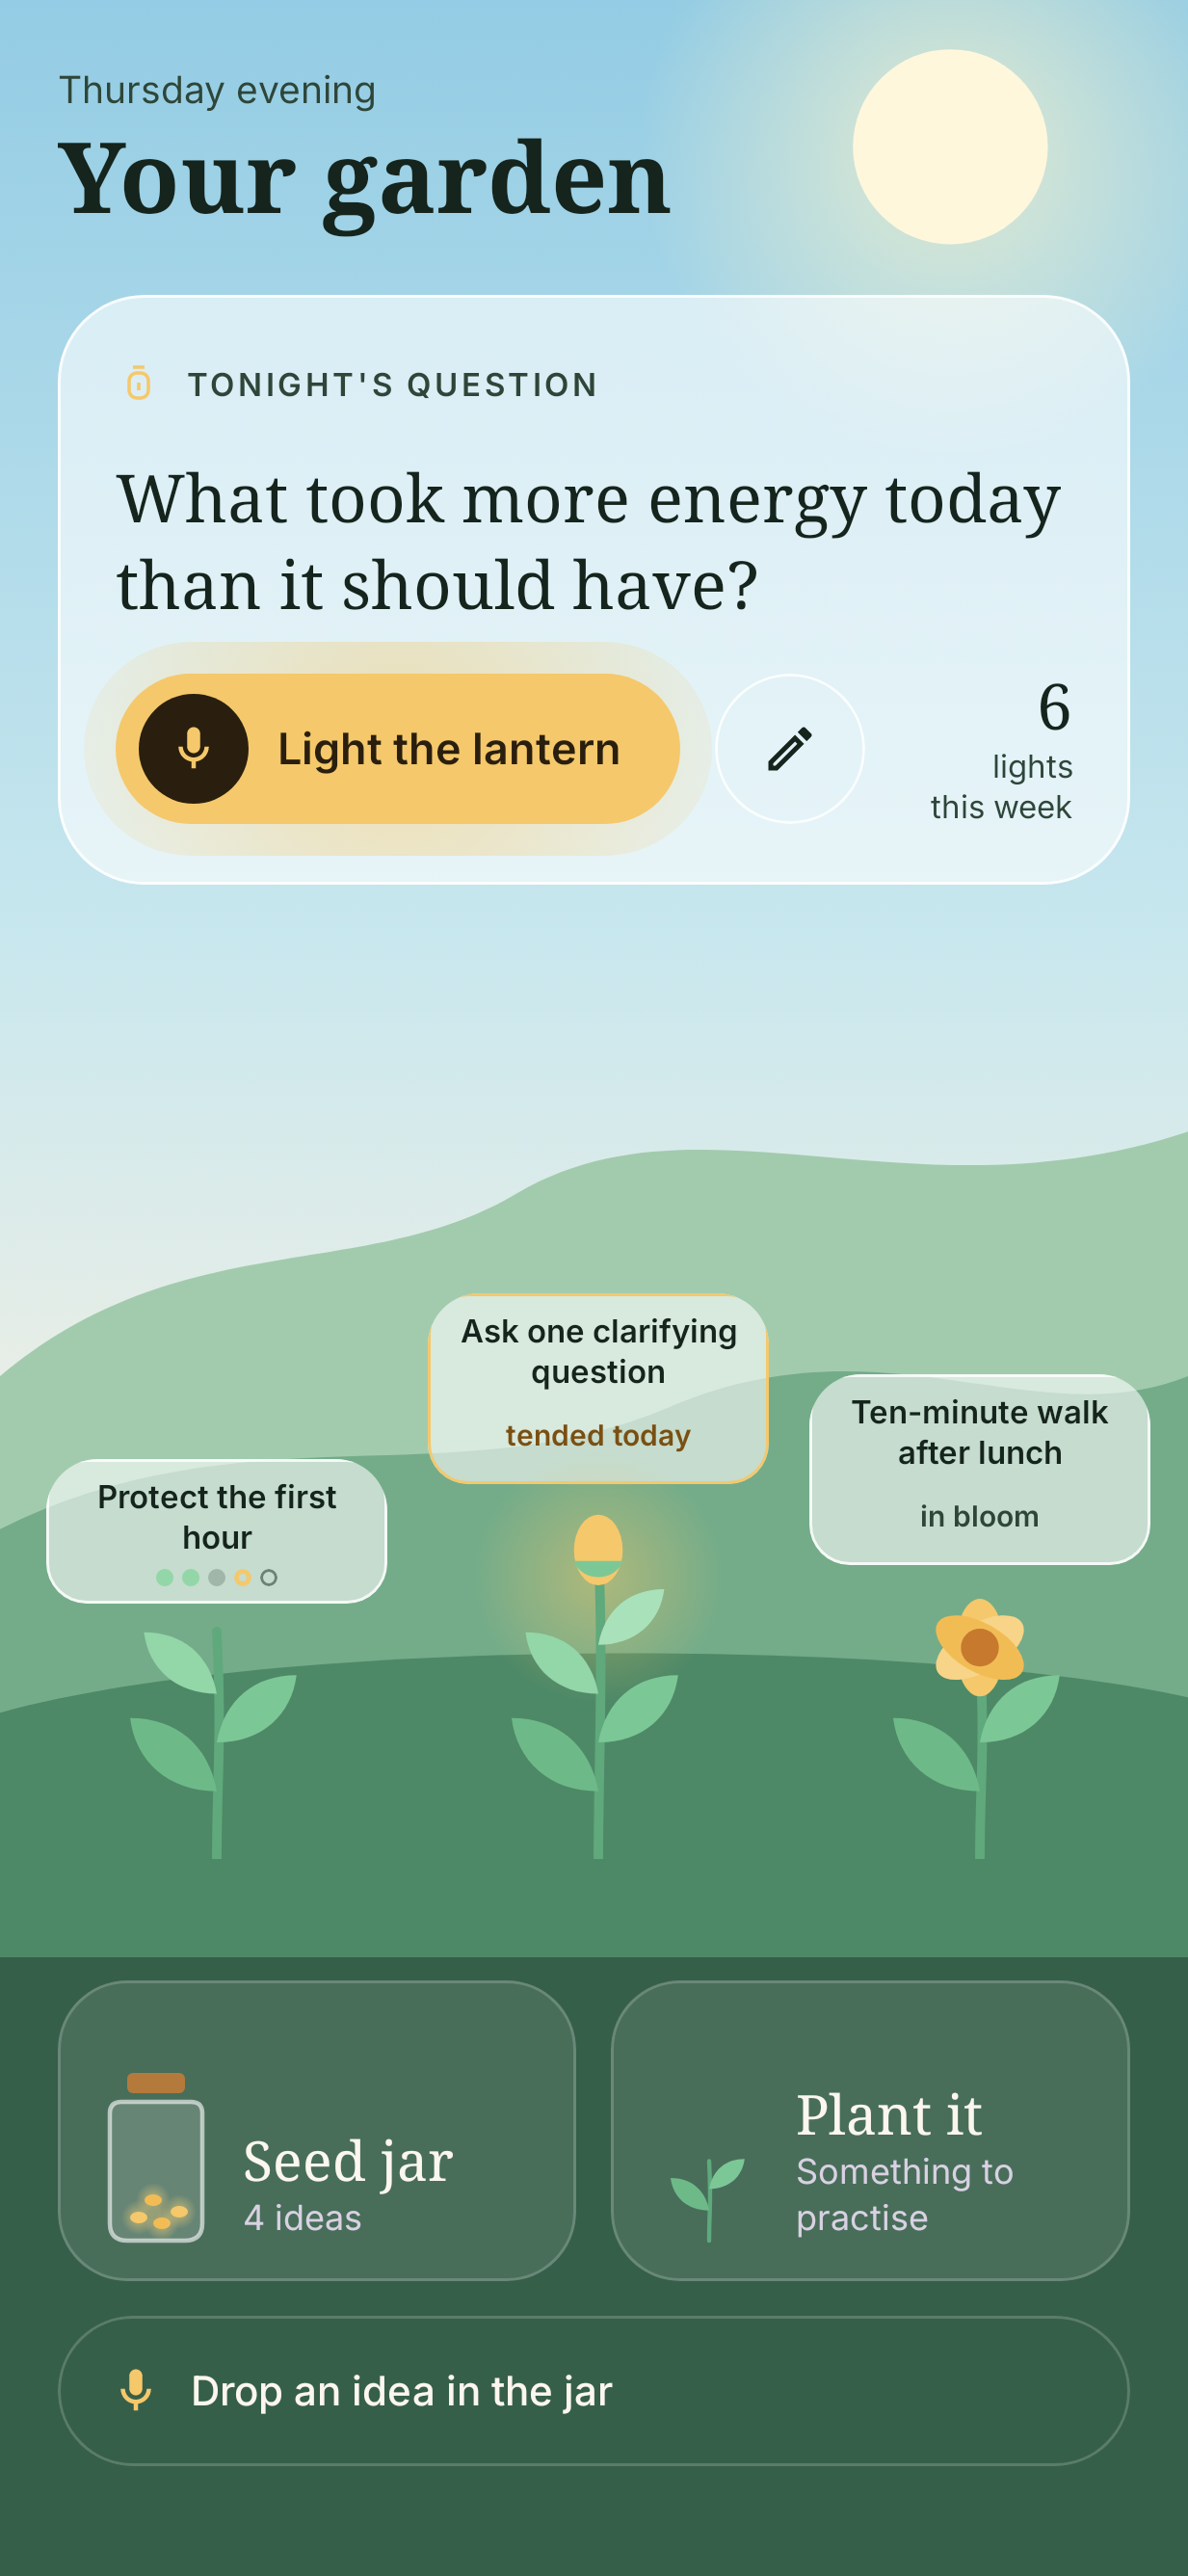 Thursday evening
Your garden
TONIGHT'S QUESTION
What took more energy today
than it should have?
Light the lantern
6
lights
this week
Ask one clarifying
question
tended today
Ten-minute walk
after lunch
in bloom
Protect the first
hour
Seed jar
4 ideas
Plant it
Something to
practise
Drop an idea in the jar